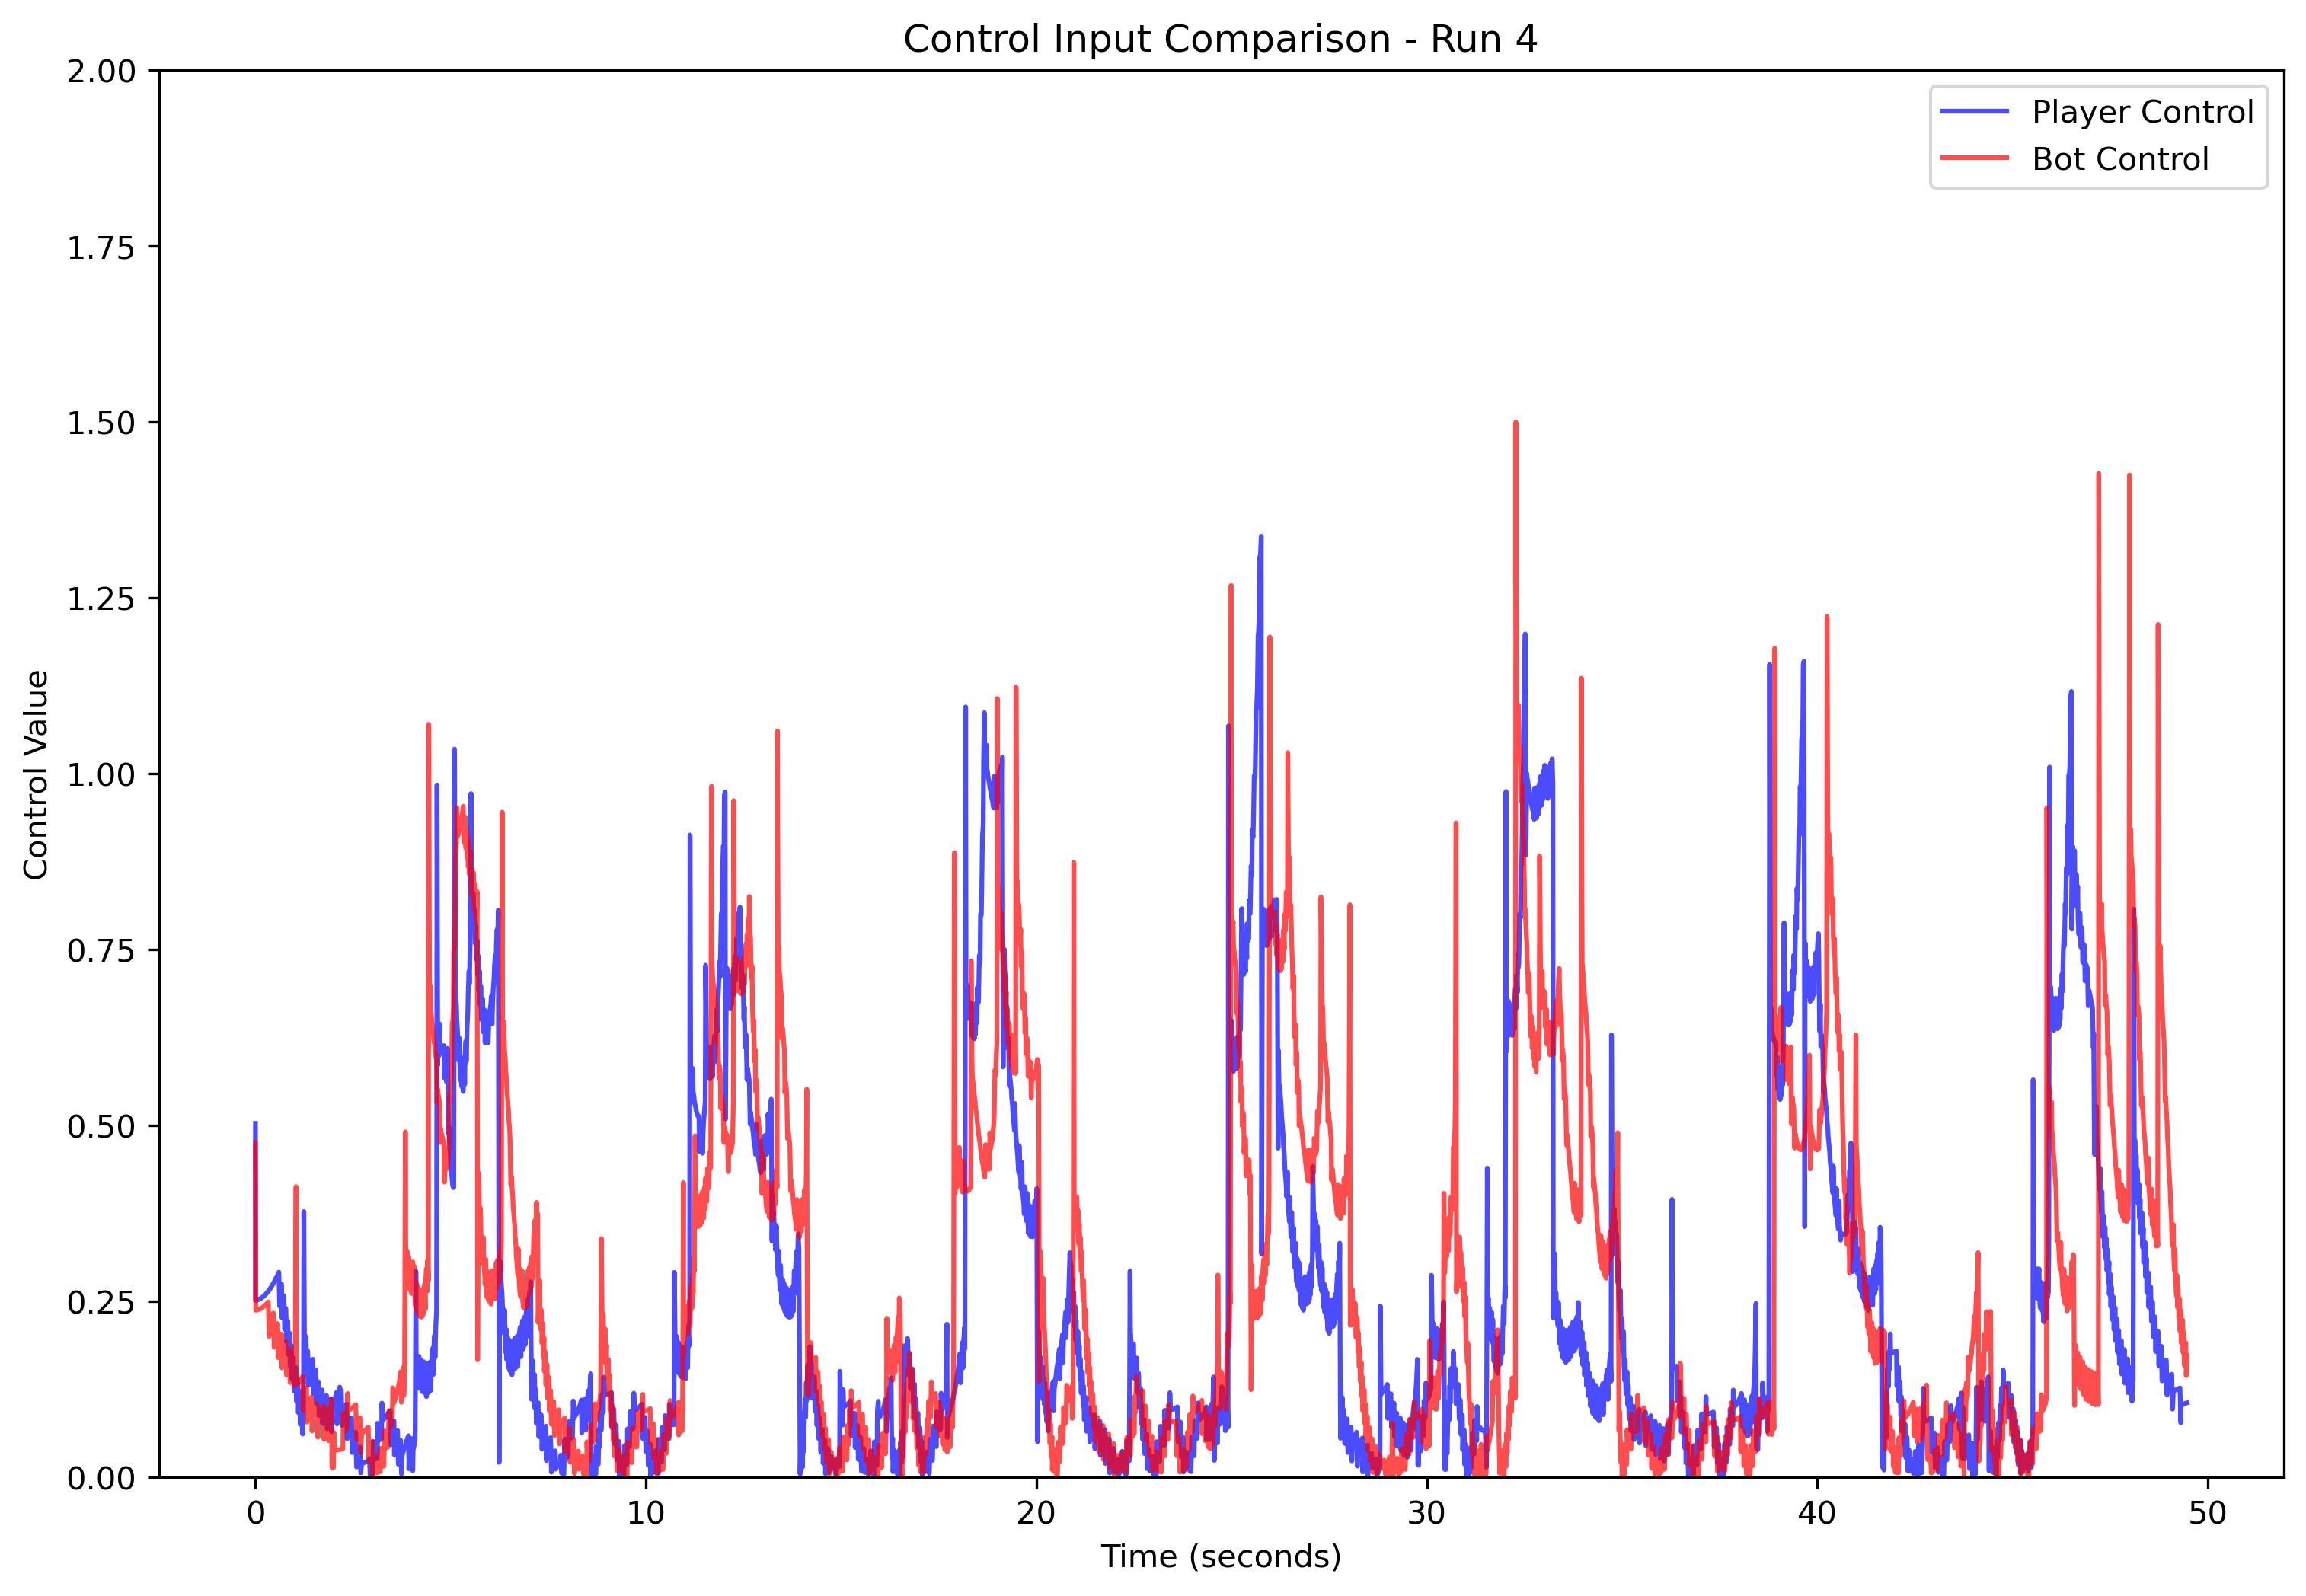 Control Input Comparison - Run 4
Player Control
Bot Control
Control Value
2.00
1.75
1.50
1.25
1.00
0.75
0.50
0.25
0.00
0 10 20 30 40 50
Time (seconds)